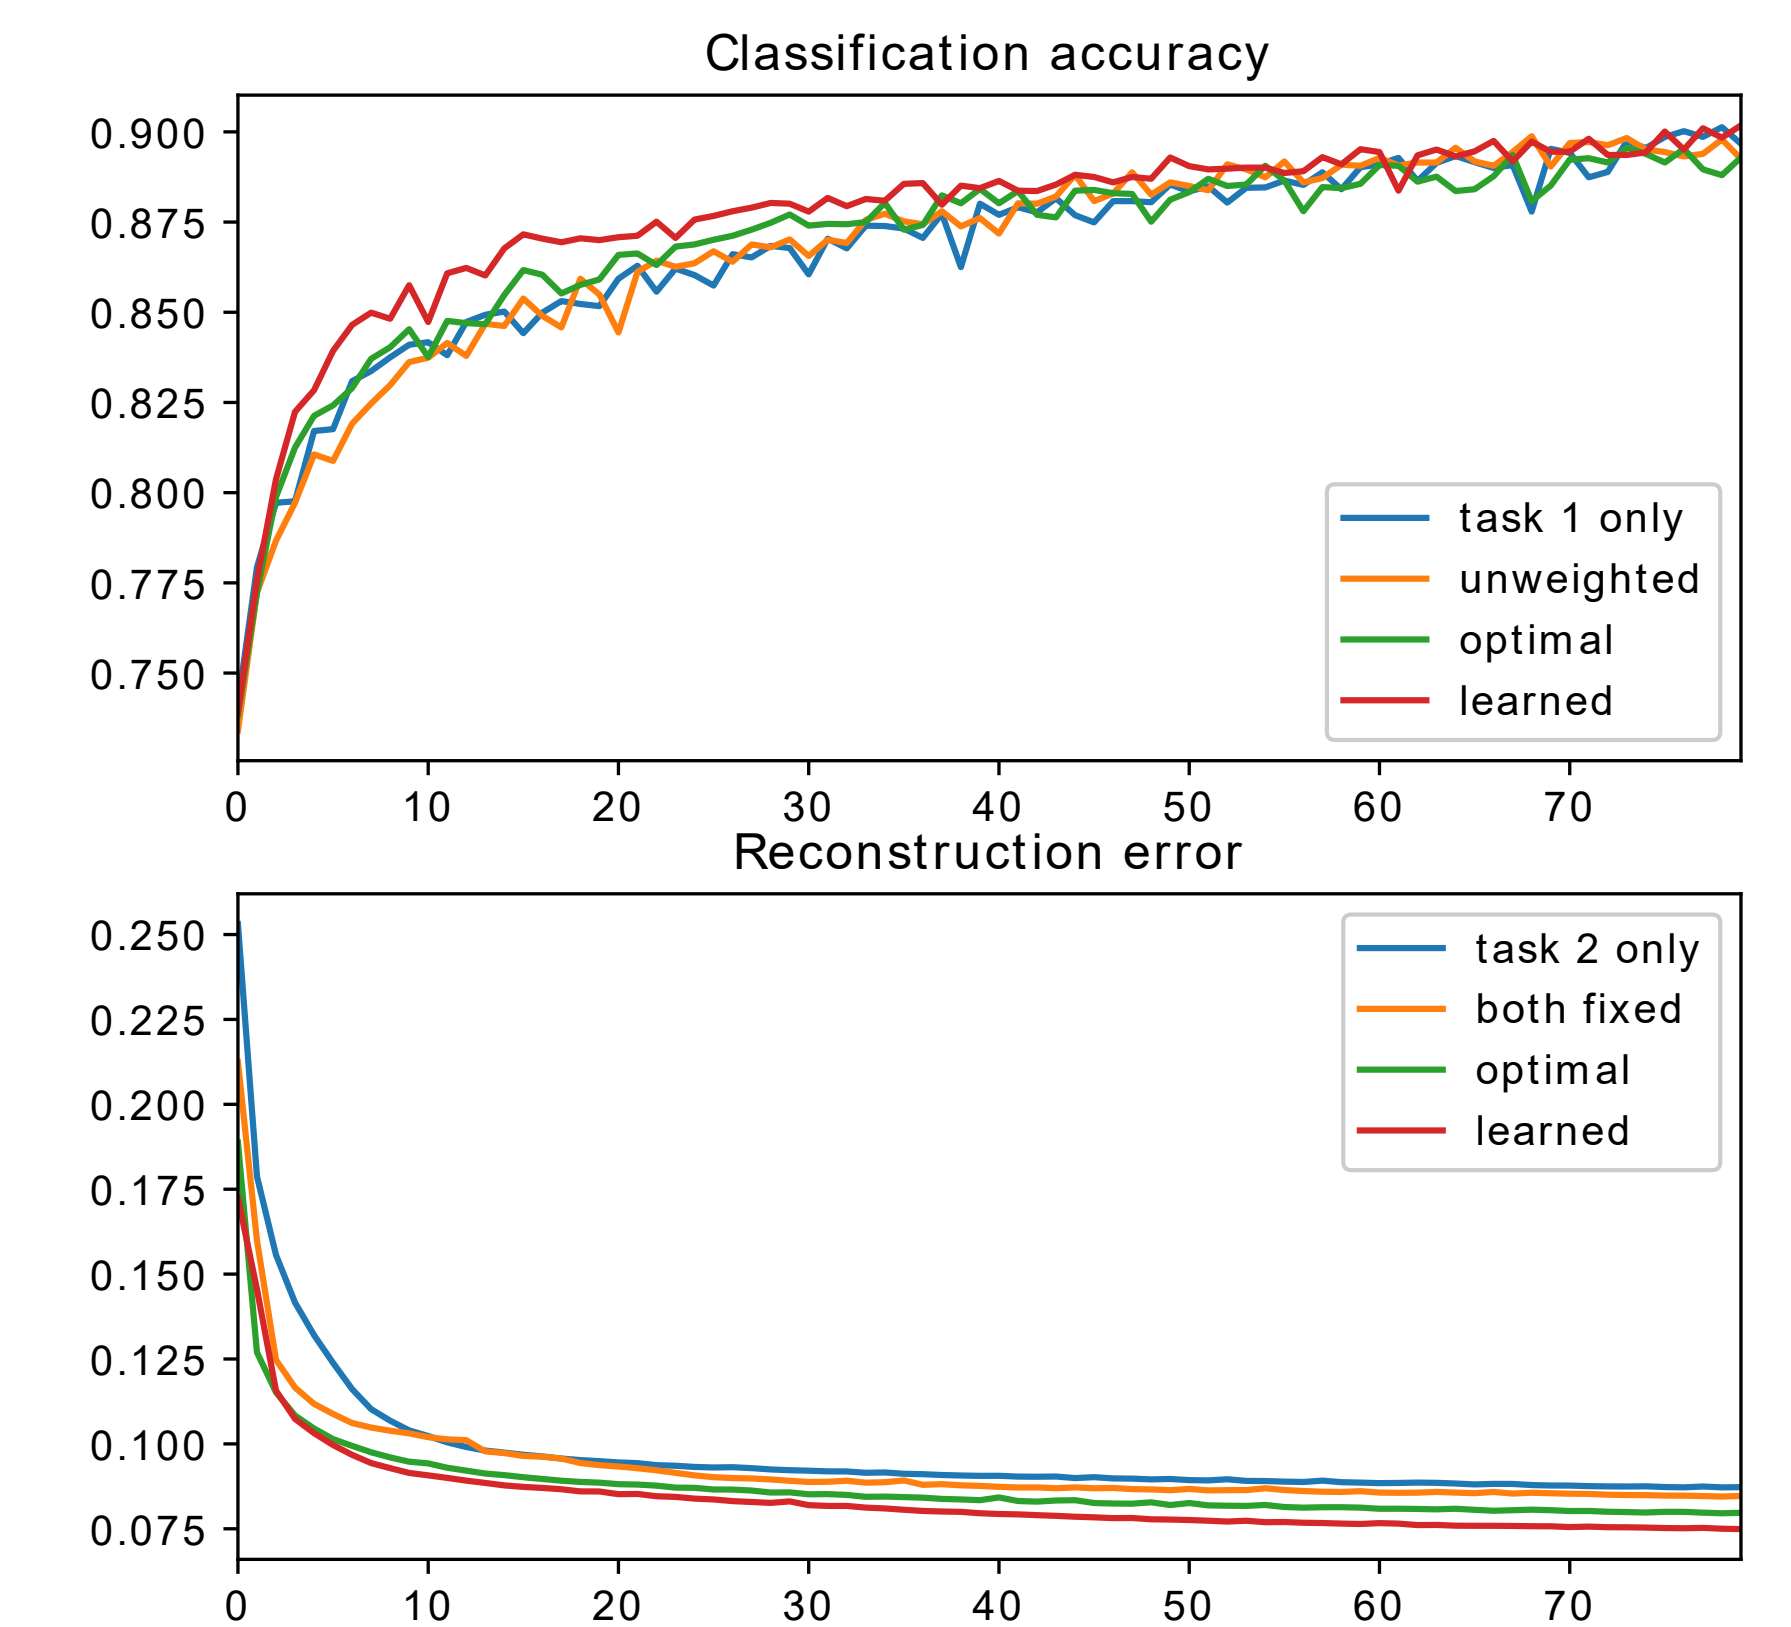 Classification accuracy
0.900
0.875
0.850
0.825
0.800
0.775
0.750
task 1 only
unweighted
optimal
learned
0 10 20 30 40 50 60 70
Reconstruction error
0.250
0.225
0.200
0.175
0.150
0.125
0.100
0.075
task 2 only
both fixed
optimal
learned
0 10 20 30 40 50 60 70